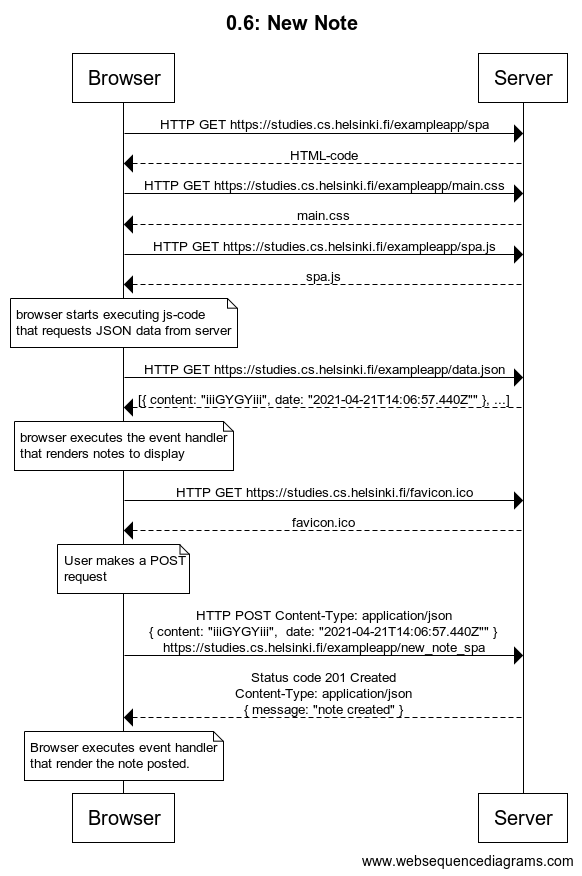 0.6: New Note
Browser
Server
HTTP GET https://studies.cs.helsinki.fi/exampleapp/spa
HTML-code
HTTP GET https://studies.cs.helsinki.fi/exampleapp/main.css
main.css
HTTP GET https://studies.cs.helsinki.fi/exampleapp/spa.js
spa.js
browser starts executing js-code
that requests JSON data from server
HTTP GET https://studies.cs.helsinki.fi/exampleapp/data.json
[{ content: "iiiGYGYiii", date: "2021-04-21T14:06:57.440Z"" }, ...]
browser executes the event handler
that renders notes to display
HTTP GET https://studies.cs.helsinki.fi/favicon.ico
favicon.ico
User makes a POST
request
HTTP POST Content-Type: application/json
{ content: "iiiGYGYiii",  date: "2021-04-21T14:06:57.440Z"" }
https://studies.cs.helsinki.fi/exampleapp/new_note_spa
Status code 201 Created
Content-Type: application/json
{ message: "note created" }
Browser executes event handler
that render the note posted.
Browser
Server
www.websequencediagrams.com